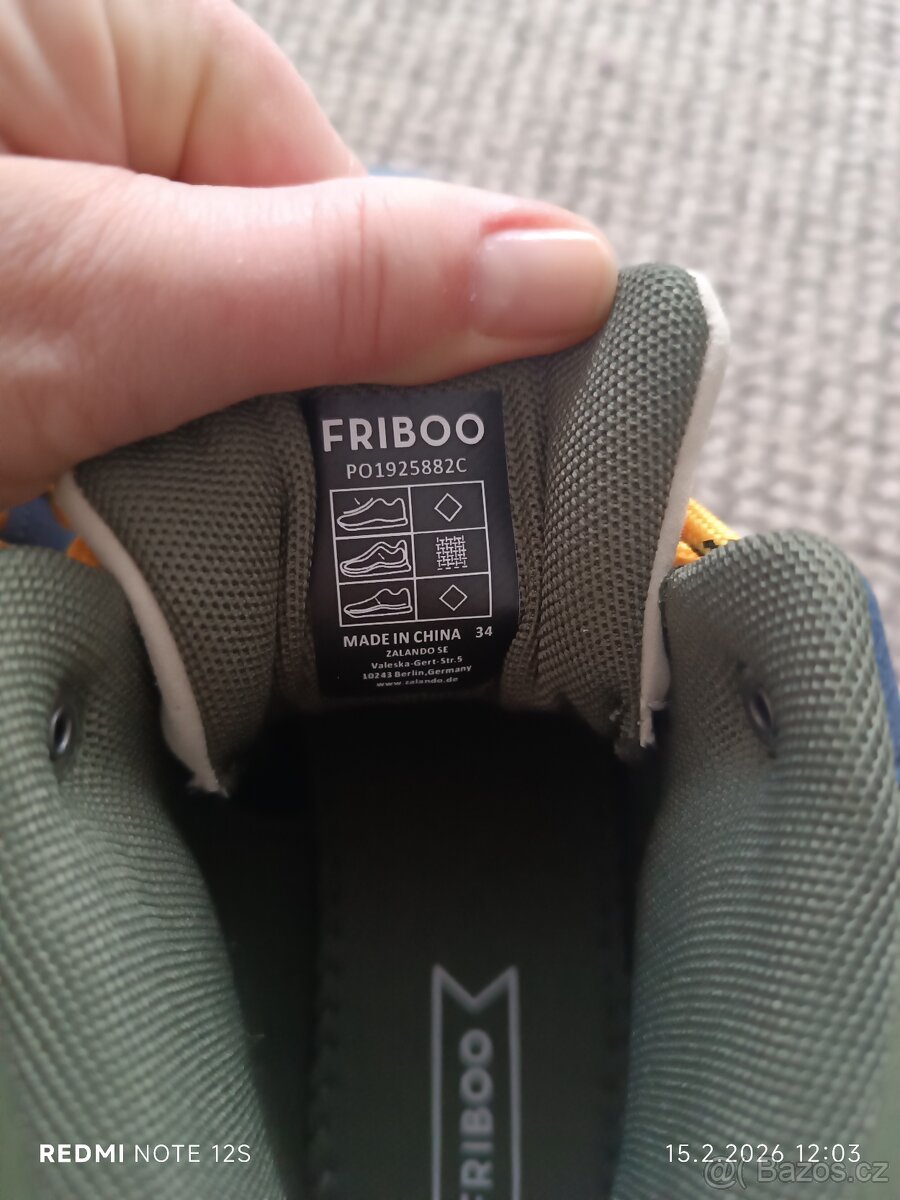 FRIBOO
PO1925882C
MADE IN CHINA 34
ZALANDO SE
Valeska-Gert-Str.5
10243 Berlin,Germany
www.zalando.de
FRIBOO
REDMI NOTE 12S
15.2.2026 12:03
@ Bazoš.cz